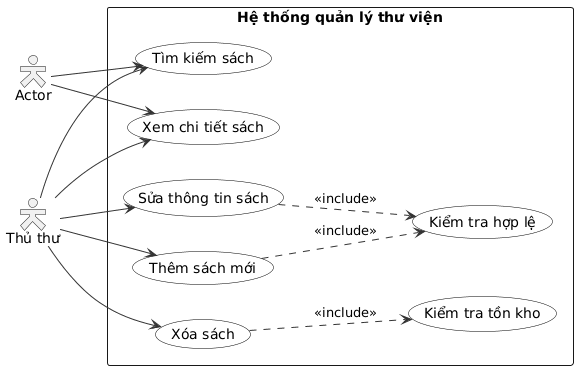 Hệ thống quản lý thư viện
Tìm kiếm sách
Actor
Xem chi tiết sách
Sửa thông tin sách
«include»
Kiểm tra hợp lệ
Thủ thư
«include»
Thêm sách mới
«include»
Kiểm tra tồn kho
Xóa sách